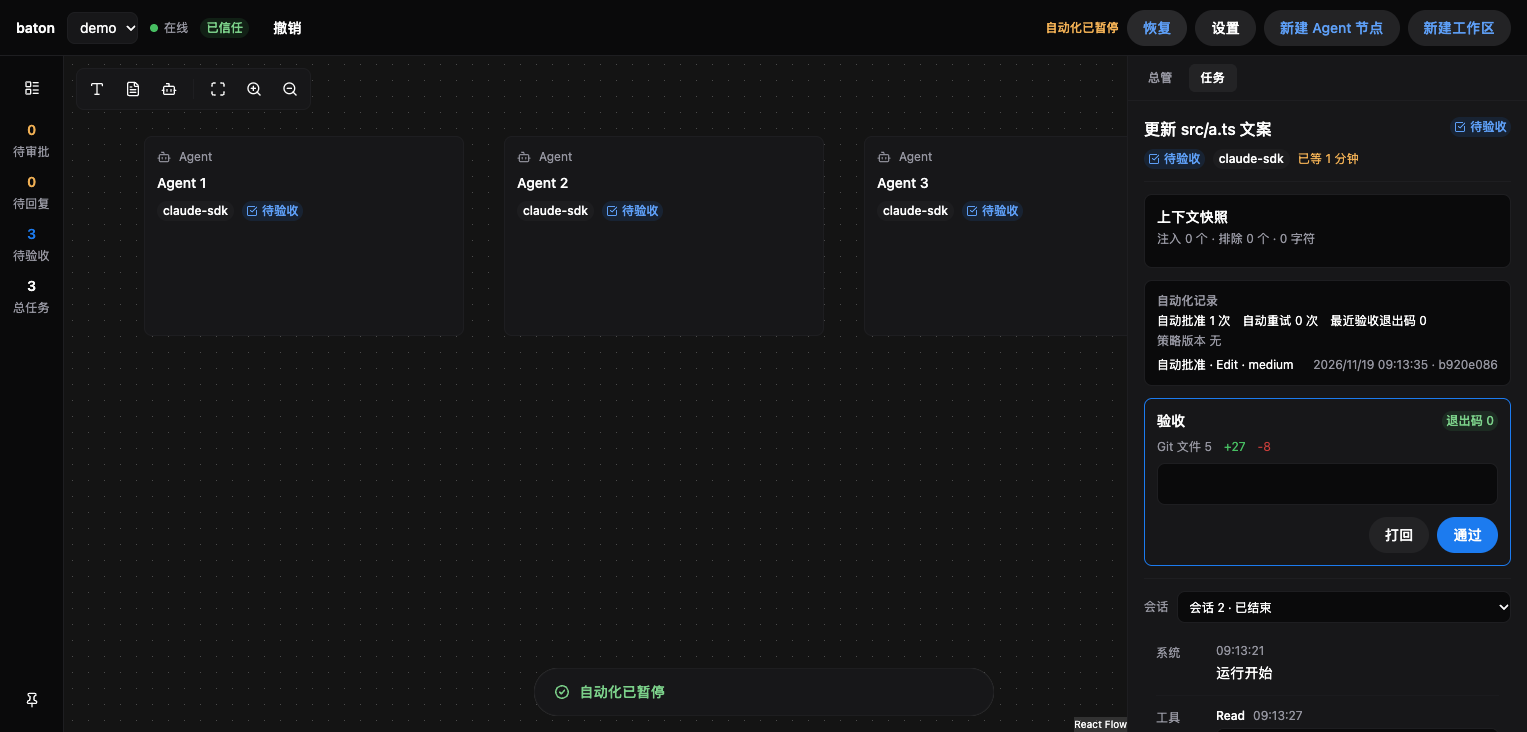 baton demo 在线 已信任 撤销 自动化已暂停 恢复 设置 新建 Agent 节点 新建工作区
0
待审批
0
待回复
3
待验收
3
总任务
Agent
Agent 1
claude-sdk 待验收
Agent
Agent 2
claude-sdk 待验收
Agent
Agent 3
claude-sdk 待验收
自动化已暂停
React Flow
总管 任务
更新 src/a.ts 文案 待验收
待验收 claude-sdk 已等 1 分钟
上下文快照
注入 0 个 · 排除 0 个 · 0 字符
自动化记录
自动批准 1 次 自动重试 0 次 最近验收退出码 0
策略版本 无
自动批准 · Edit · medium 2026/11/19 09:13:35 · b920e086
验收 退出码 0
Git 文件 5 +27 -8
打回 通过
会话 会话 2 · 已结束
系统 09:13:21
运行开始
工具 Read 09:13:27